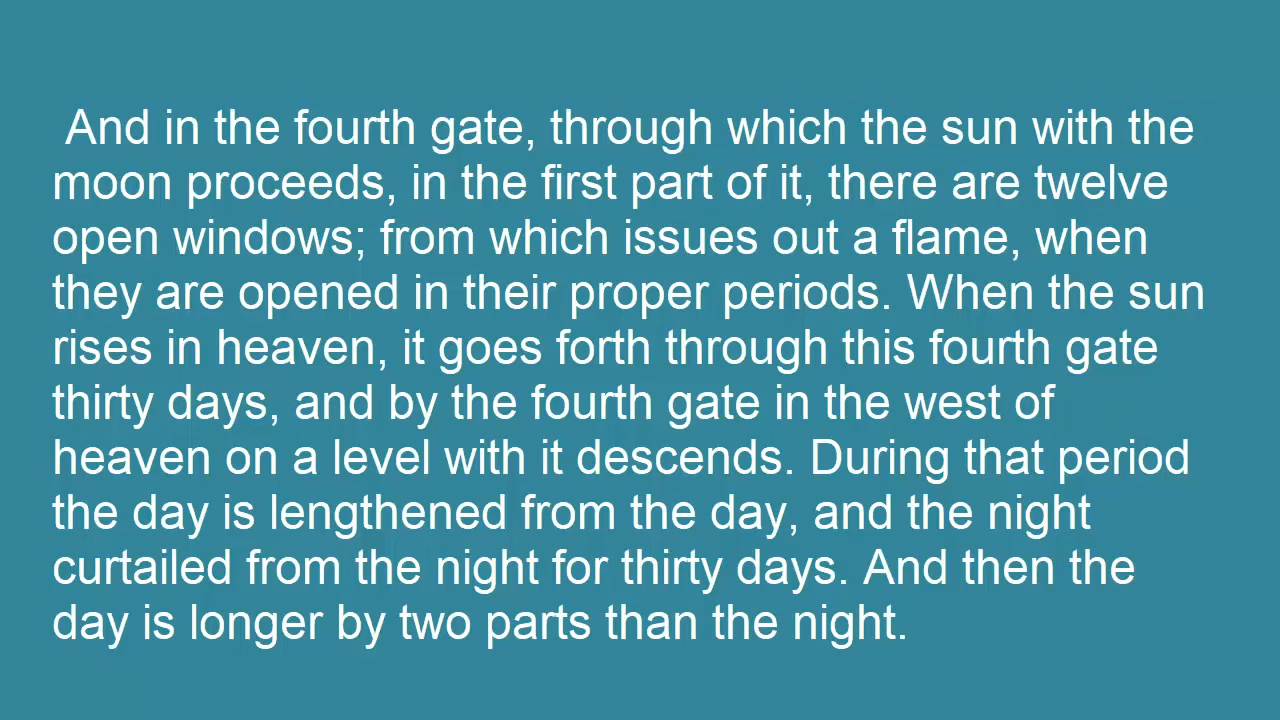 And in the fourth gate, through which the sun with the
moon proceeds, in the first part of it, there are twelve
open windows; from which issues out a flame, when
they are opened in their proper periods. When the sun
rises in heaven, it goes forth through this fourth gate
thirty days, and by the fourth gate in the west of
heaven on a level with it descends. During that period
the day is lengthened from the day, and the night
curtailed from the night for thirty days. And then the
day is longer by two parts than the night.